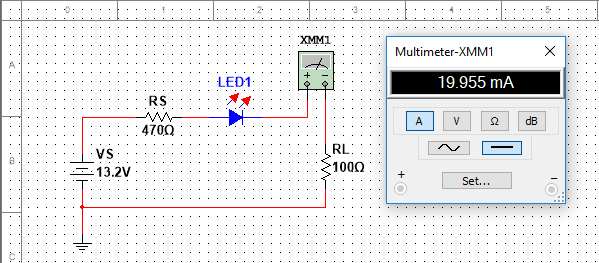 0 1 2 3 4
A
B
C
XMM1
LED1
RS
470Ω
VS
13.2V
RL
100Ω
+ -
Multimeter-XMM1
19.955 mA
A V Ω dB
+ Set... -